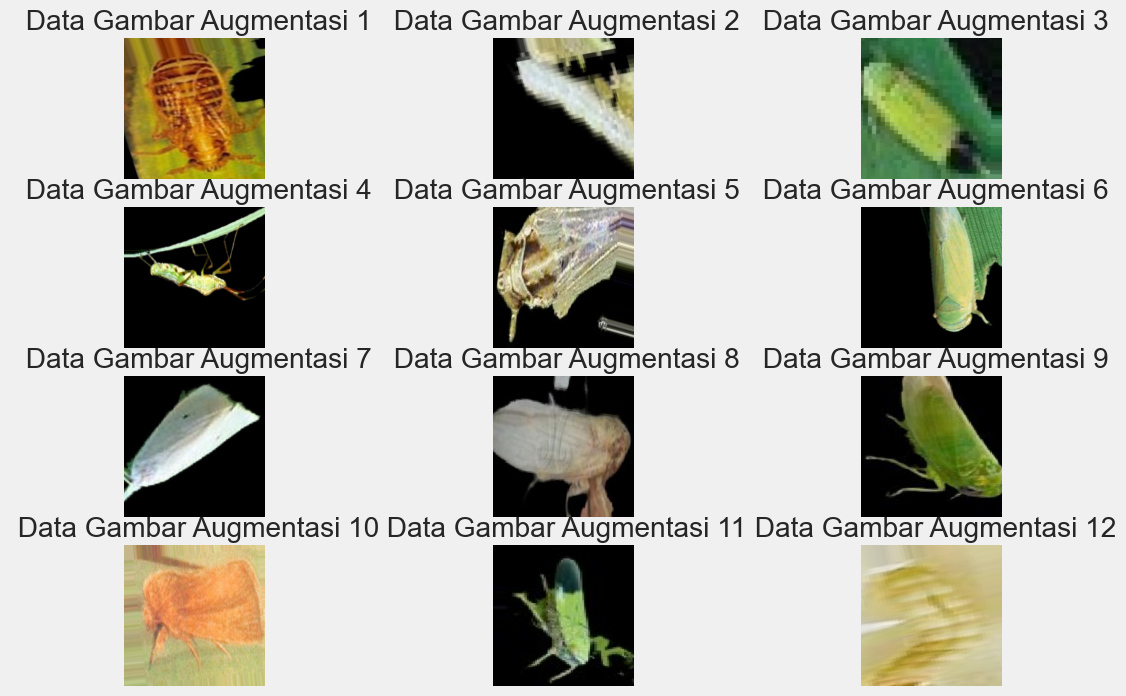 Data Gambar Augmentasi 1
Data Gambar Augmentasi 2
Data Gambar Augmentasi 3
Data Gambar Augmentasi 4
Data Gambar Augmentasi 5
Data Gambar Augmentasi 6
Data Gambar Augmentasi 7
Data Gambar Augmentasi 8
Data Gambar Augmentasi 9
Data Gambar Augmentasi 10
Data Gambar Augmentasi 11
Data Gambar Augmentasi 12